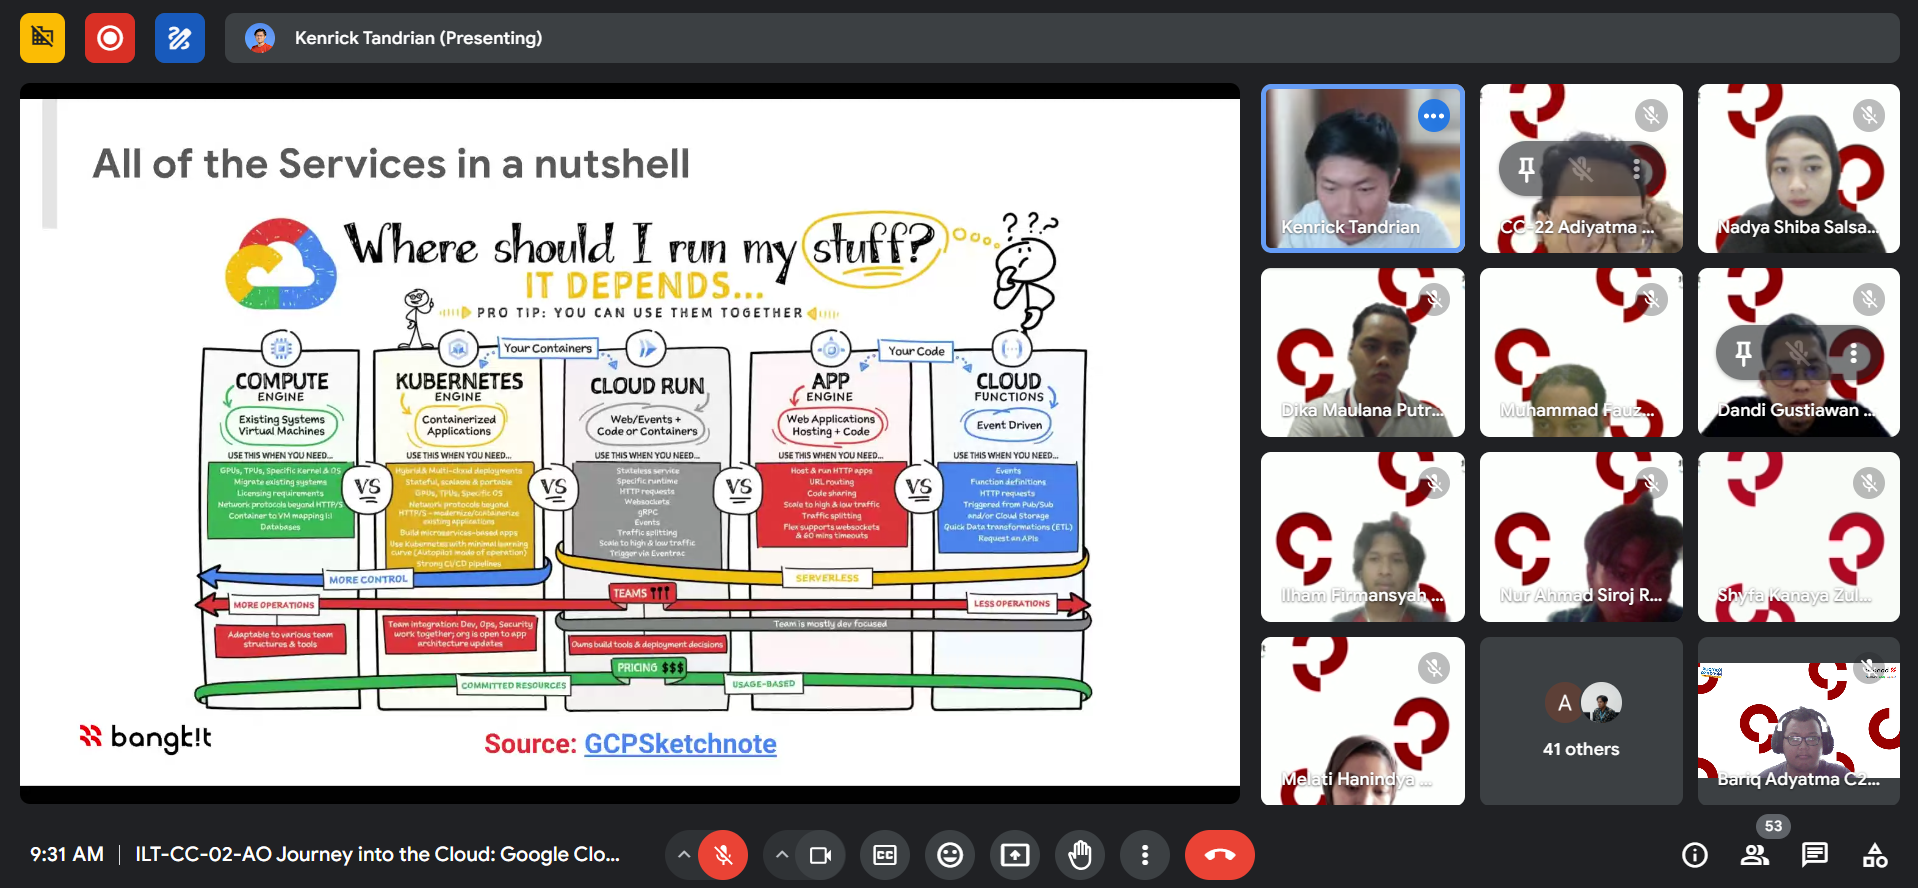 Kenrick Tandrian (Presenting)
All of the Services in a nutshell
Where should I run my stuff?
???
IT DEPENDS...
PRO TIP: YOU CAN USE THEM TOGETHER
Your Containers
Your Code
COMPUTE
ENGINE
Existing Systems
Virtual Machines
USE THIS WHEN YOU NEED...
GPUs, TPUs, Specific Kernel & OS
Migrate existing systems
Licensing requirements
Network protocols beyond HTTP/S
Container to VM mapping 1:1
Databases
VS
KUBERNETES
ENGINE
Containerized
Applications
USE THIS WHEN YOU NEED...
Hybrid & Multi-cloud deployments
Stateful, scalable & portable
GPUs, TPUs, Specific OS
Network protocols beyond
HTTP/S - modernize/containerize
existing applications
Build microservices-based apps
Use Kubernetes with minimal learning
curve (Autopilot mode of operation)
Strong CI/CD pipelines
VS
CLOUD RUN
Web/Events +
Code or Containers
USE THIS WHEN YOU NEED...
Stateless service
Specific runtime
HTTP requests
Websockets
gRPC
Events
Traffic splitting
Scale to high & low traffic
Trigger via Eventrac
VS
APP
ENGINE
Web Applications
Hosting + Code
USE THIS WHEN YOU NEED...
Host & run HTTP apps
URL routing
Code sharing
Scale to high & low traffic
Traffic splitting
Flex supports websockets
& 60 mins timeouts
VS
CLOUD
FUNCTIONS
Event Driven
USE THIS WHEN YOU NEED...
Events
Function definitions
HTTP requests
Triggered from Pub/Sub
and/or Cloud Storage
Quick Data transformations (ETL)
Request an APIs
MORE CONTROL
SERVERLESS
TEAMS
MORE OPERATIONS
LESS OPERATIONS
Adaptable to various team
structures & tools
Team integration: Dev, Ops, Security
work together; org is open to app
architecture updates
Team is mostly dev focused
Owns build tools & deployment decisions
PRICING $$$
COMMITTED RESOURCES
USAGE-BASED
bangk!t
Source: GCPSketchnote
Kenrick Tandrian
CC-22 Adiyatma ...
Nadya Shiba Salsa...
Dika Maulana Putr...
Muhammad Fauz...
Dandi Gustiawan ...
Ilham Firmansyah ...
Nur Ahmad Siroj R...
Shyfa Kanaya Zul...
Melati Hanindya ...
A
41 others
Bariq Adyatma C2...
9:31 AM | ILT-CC-02-AO Journey into the Cloud: Google Clo...
CC
53